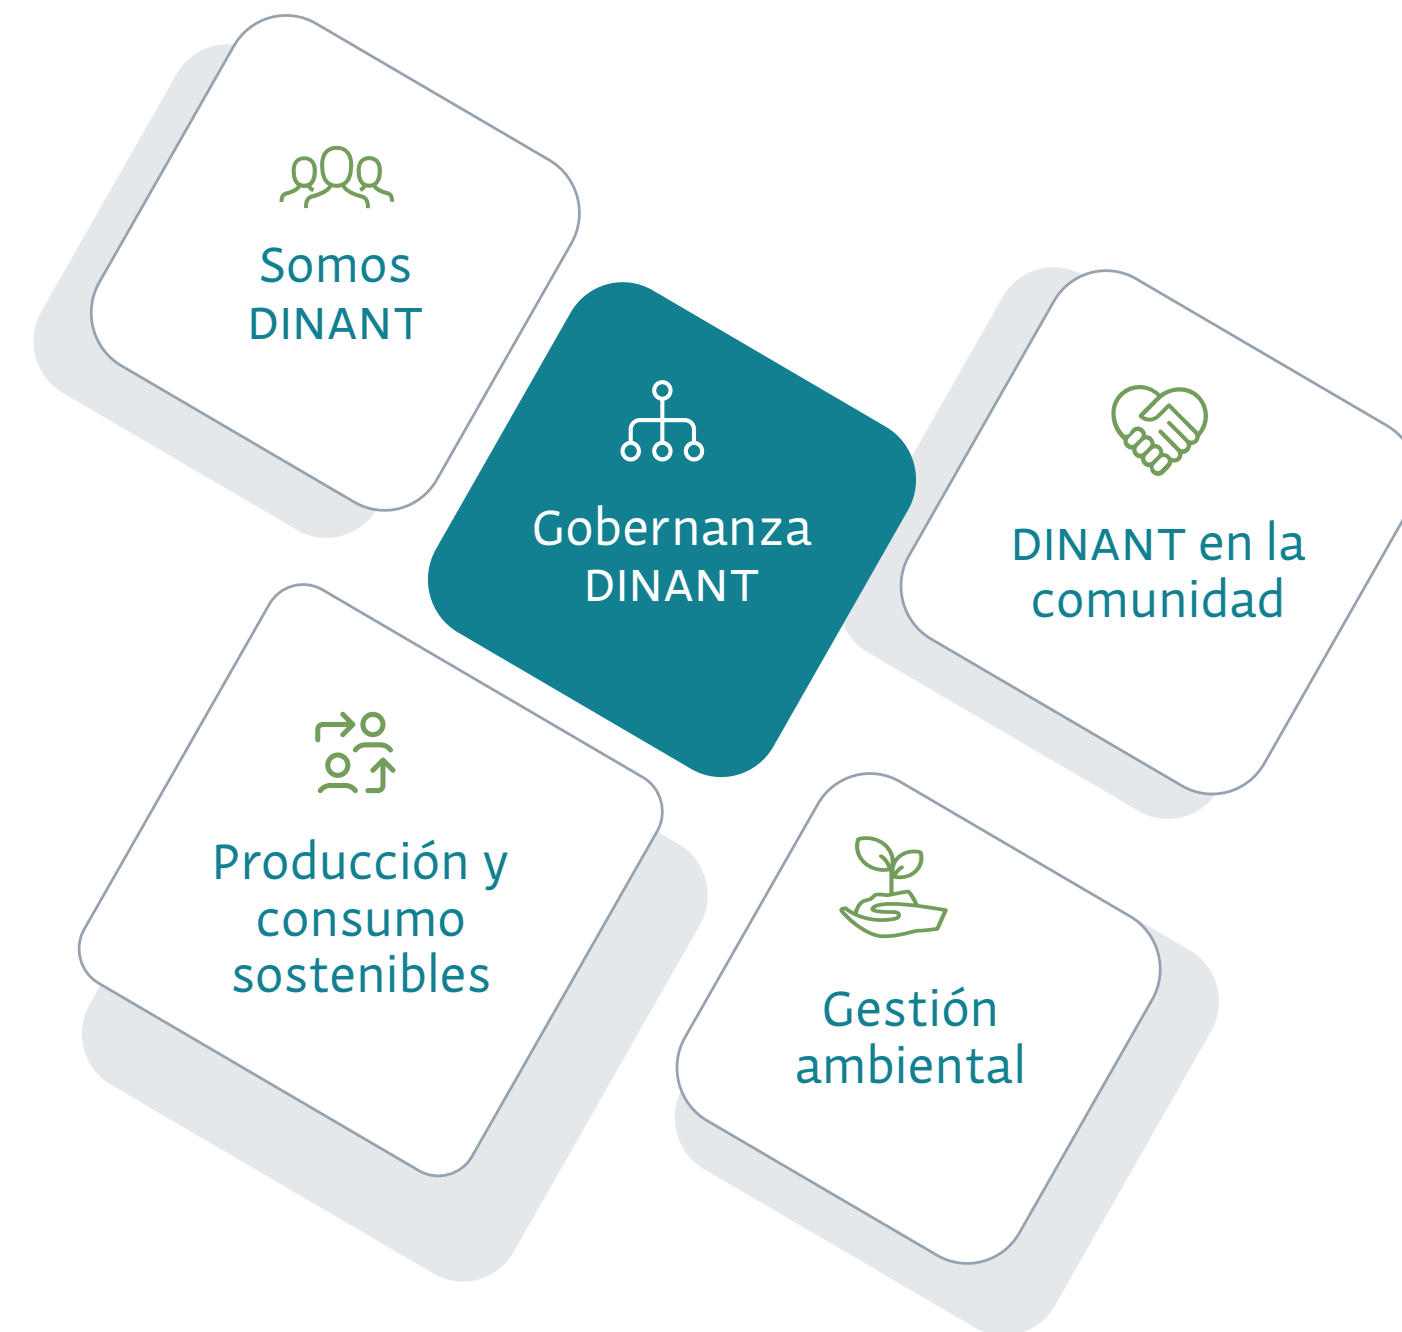 Somos
DINANT
Gobernanza
DINANT
DINANT en la
comunidad
Producción y
consumo
sostenibles
Gestión
ambiental